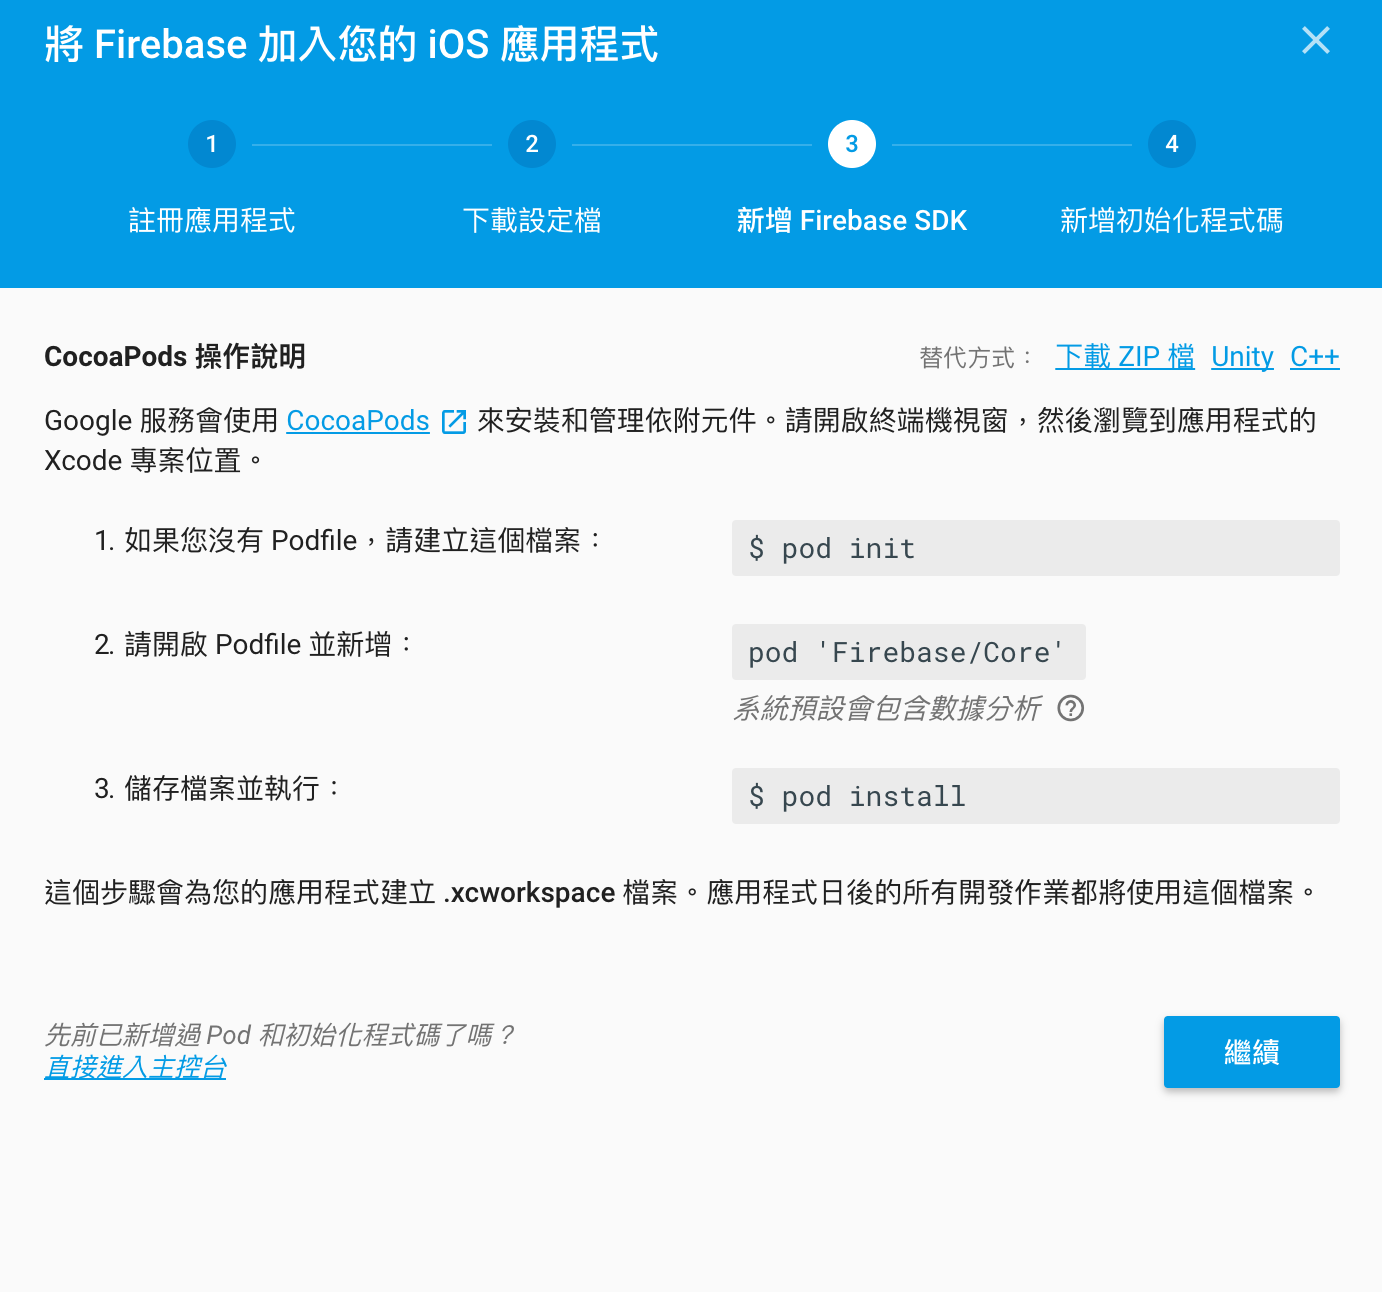 將 Firebase 加入您的 iOS 應用程式
1
2
3
4
註冊應用程式
下載設定檔
新增 Firebase SDK
新增初始化程式碼
CocoaPods 操作說明
替代方式： 下載 ZIP 檔 Unity C++
Google 服務會使用 CocoaPods 來安裝和管理依附元件。請開啟終端機視窗，然後瀏覽到應用程式的
Xcode 專案位置。
1. 如果您沒有 Podfile，請建立這個檔案：
$ pod init
2. 請開啟 Podfile 並新增：
pod 'Firebase/Core'
系統預設會包含數據分析
3. 儲存檔案並執行：
$ pod install
這個步驟會為您的應用程式建立 .xcworkspace 檔案。應用程式日後的所有開發作業都將使用這個檔案。
先前已新增過 Pod 和初始化程式碼了嗎？
直接進入主控台
繼續